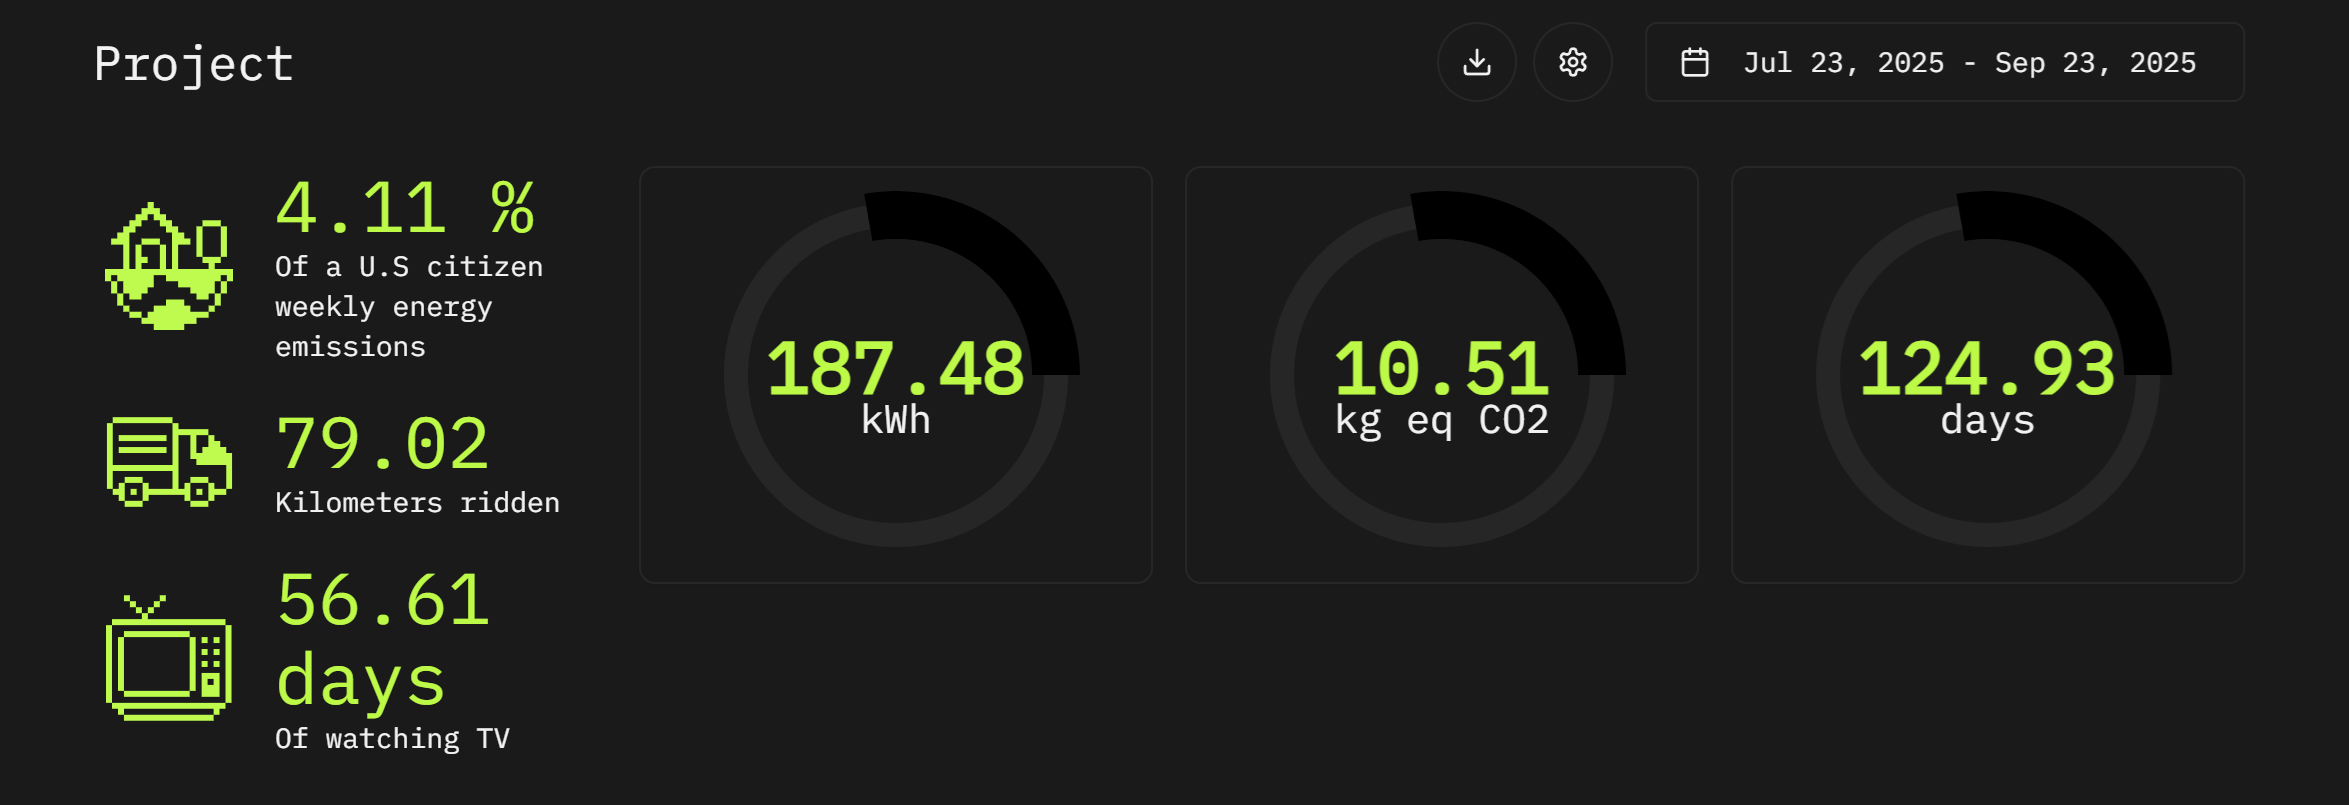 Project
Jul 23, 2025 - Sep 23, 2025
4.11 %
Of a U.S citizen
weekly energy
emissions
79.02
Kilometers ridden
56.61
days
Of watching TV
187.48
kWh
10.51
kg eq CO2
124.93
days